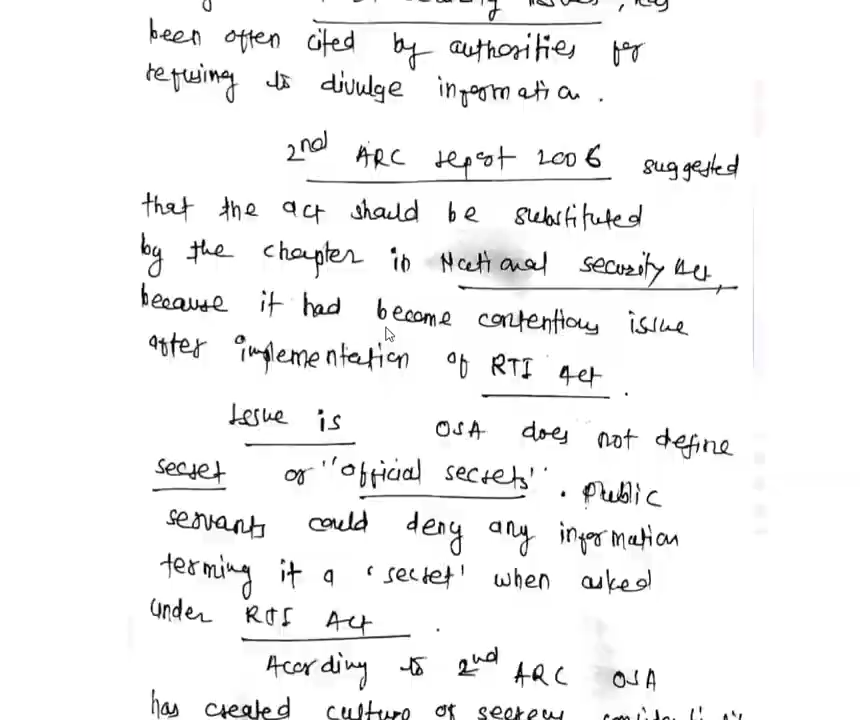 been often cited by authorities for
refusing to divulge information.
2nd ARC report 2006 suggested
that the act should be substituted
by the chapter in National security Act,
because it had become contentious issue
after implementation of RTI Act.
Issue is OSA does not define
secret or "official secrets". public
servants could deny any information
terming it a 'secret' when asked
under RTI Act.
Acording to 2nd ARC OSA
has created culture of